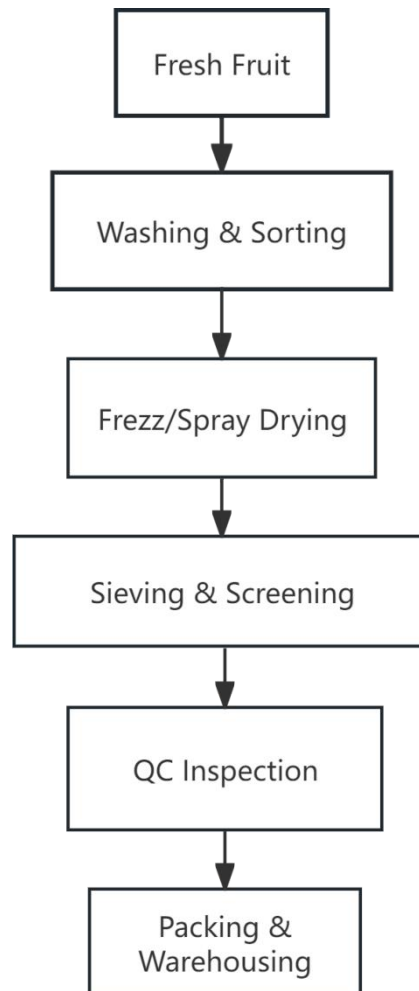 Fresh Fruit
Washing & Sorting
Frezz/Spray Drying
Sieving & Screening
QC Inspection
Packing &
Warehousing